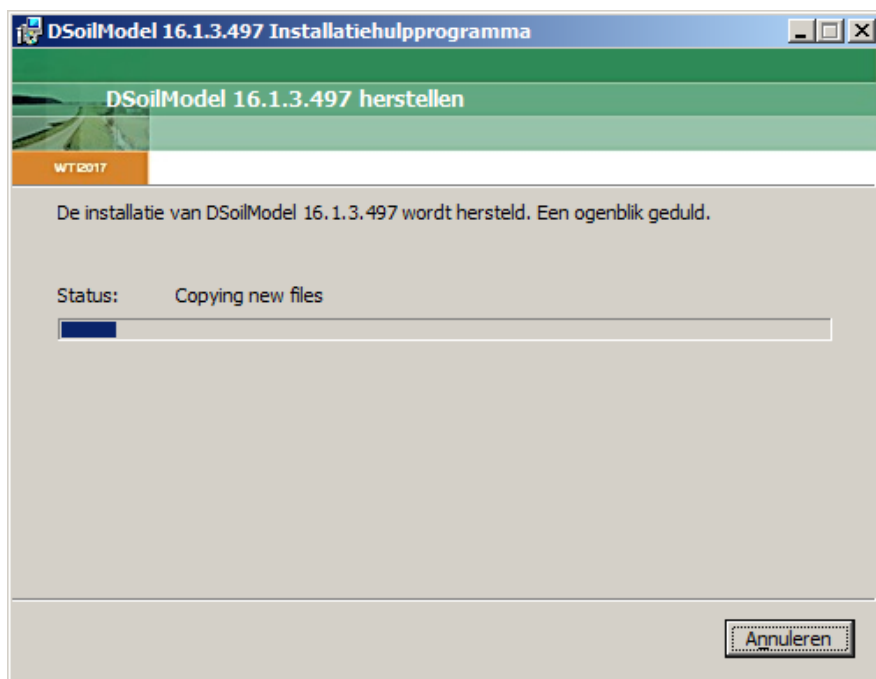 DSoilModel 16.1.3.497 Installatiehulpprogramma
DSoilModel 16.1.3.497 herstellen
WTI2017
De installatie van DSoilModel 16.1.3.497 wordt hersteld. Een ogenblik geduld.
Status: Copying new files
Annuleren